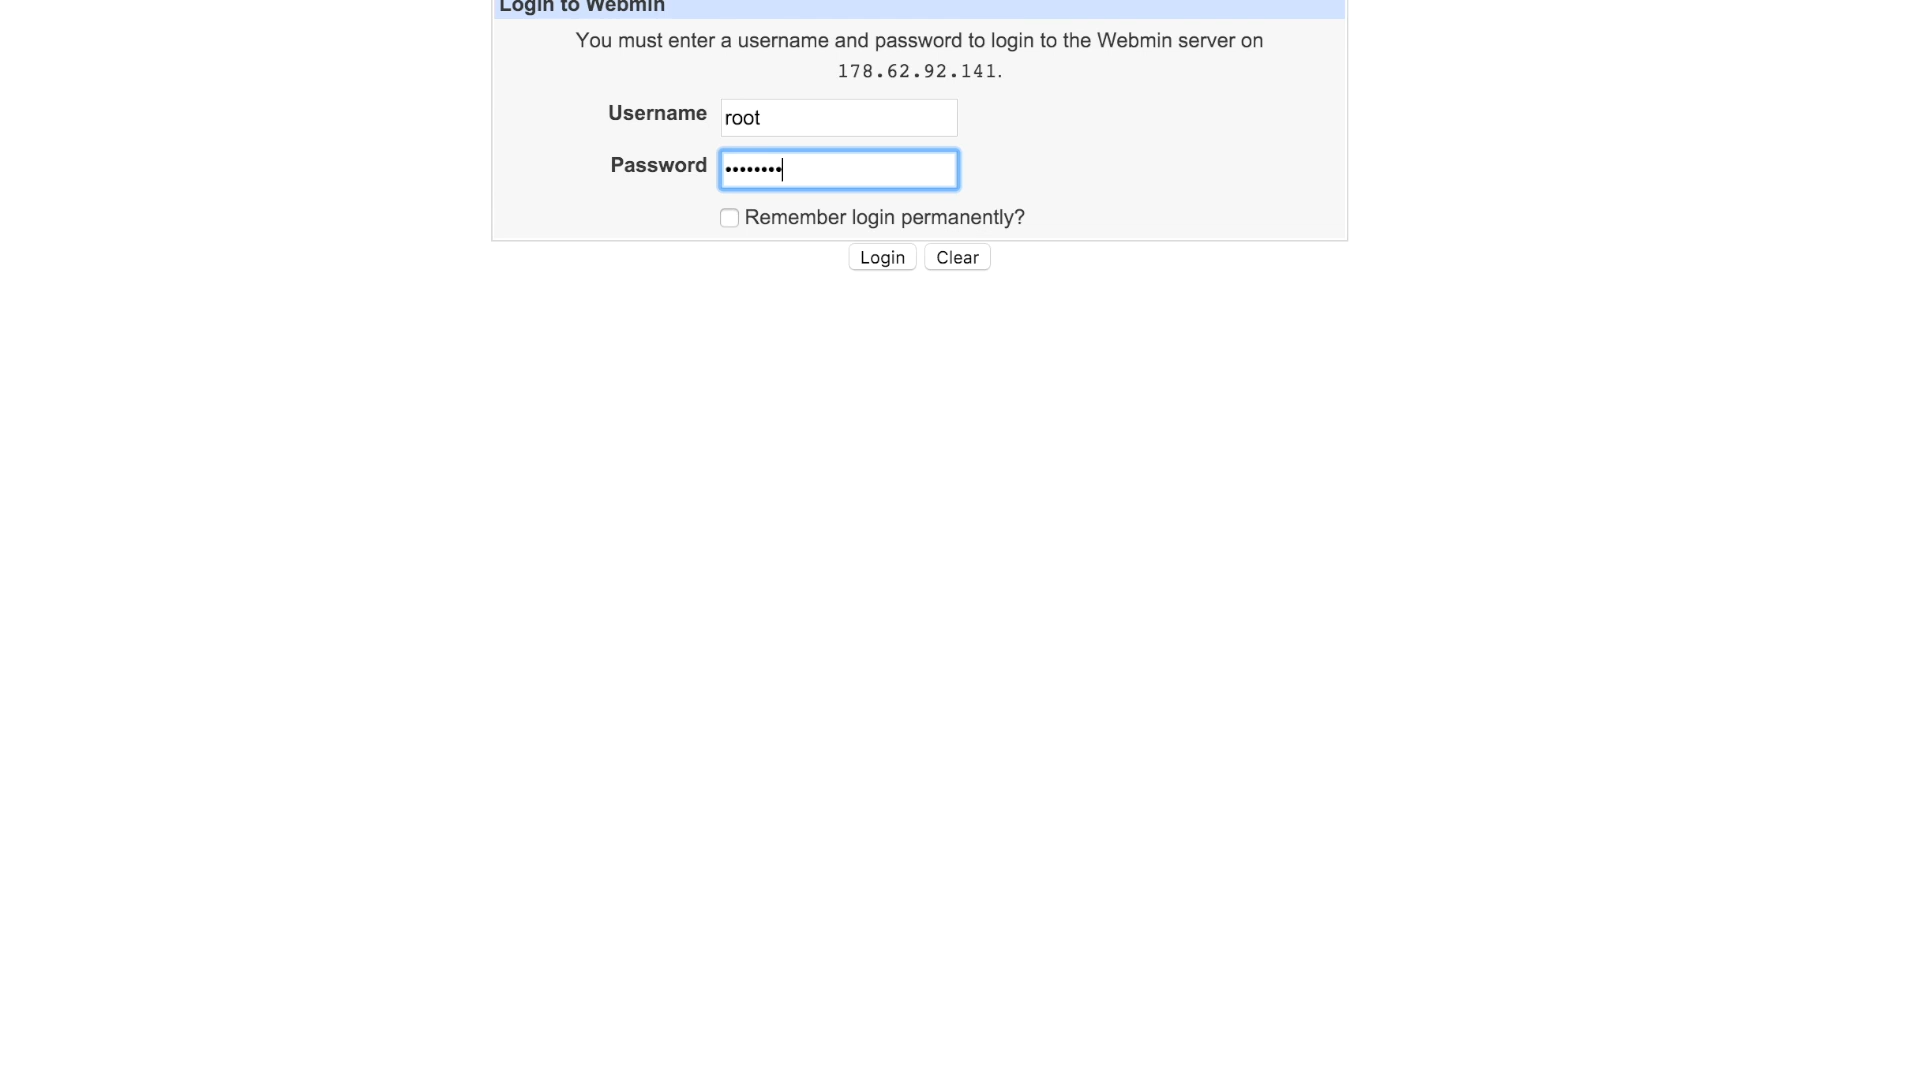 Login to Webmin
You must enter a username and password to login to the Webmin server on
178.62.92.141.
Username root
Password ••••••••
Remember login permanently?
Login Clear